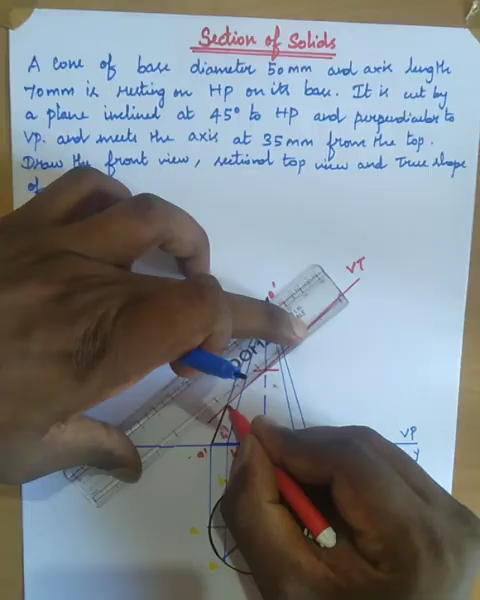 Section of Solids
A cone of base diameter 50mm and axis length
70mm is resting on HP on its base. It is cut by
a plane inclined at 45° to HP and perpendicular to
VP. and meets the axis at 35mm from the top.
Draw the front view, sectional top view and True shape
of
VT
o'
VP
a'
y